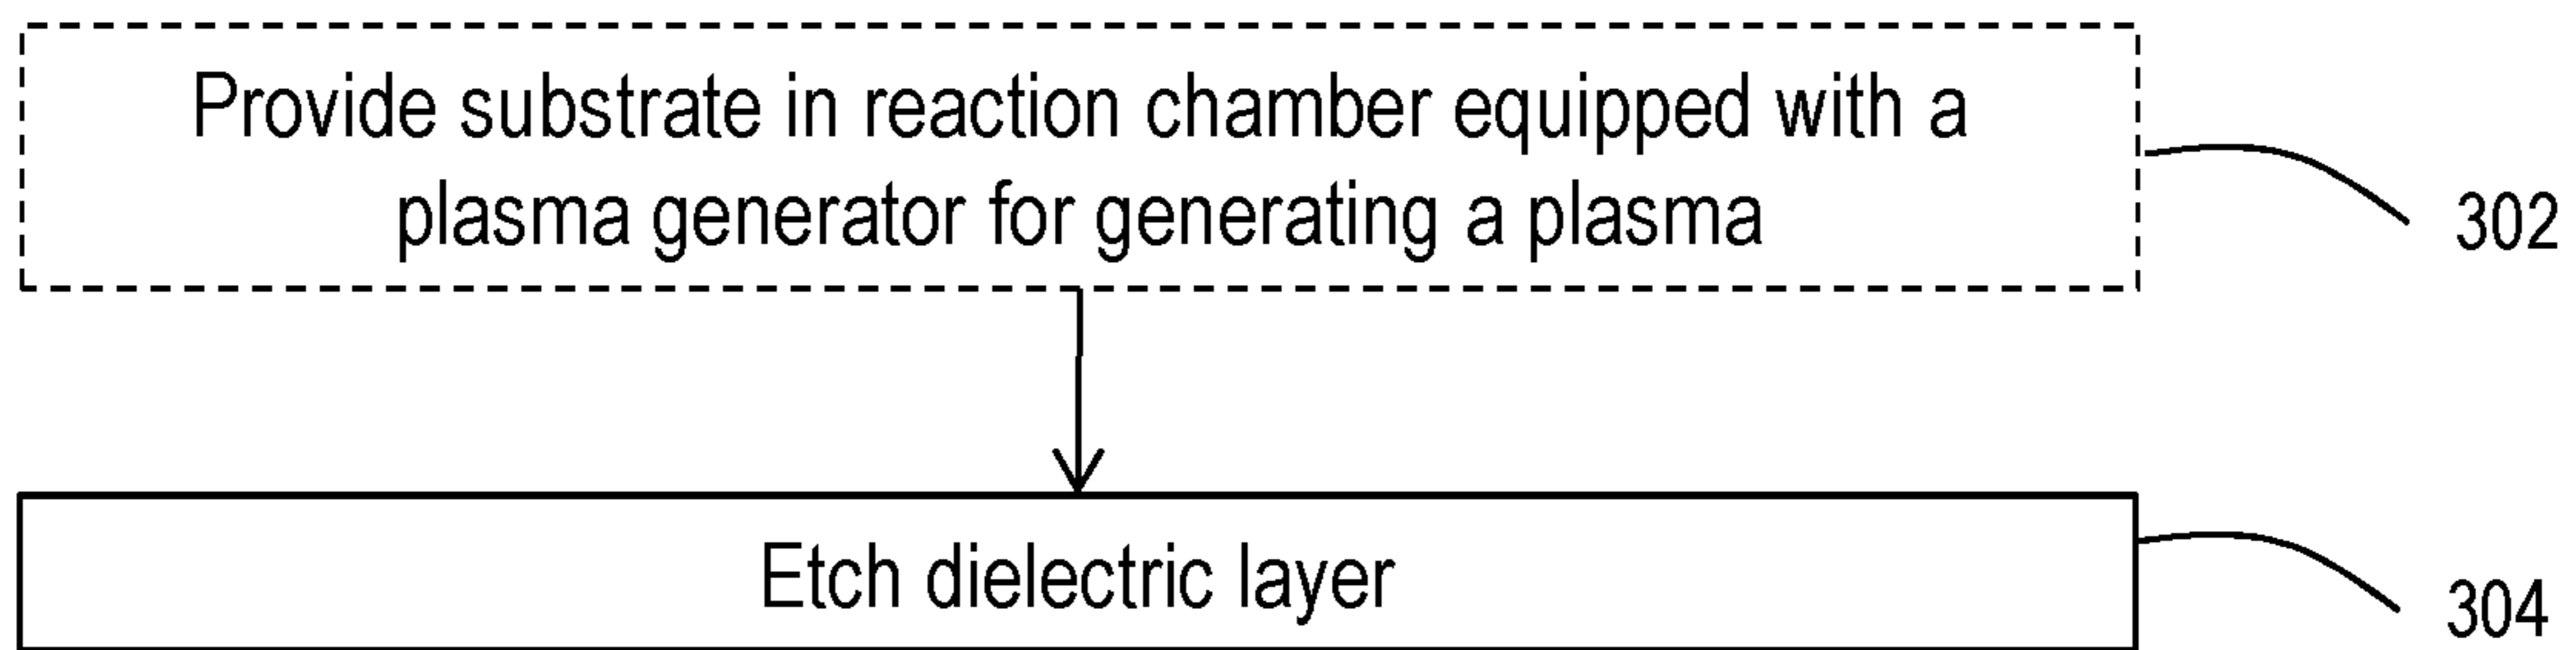 Provide substrate in reaction chamber equipped with a
plasma generator for generating a plasma
302
Etch dielectric layer
304